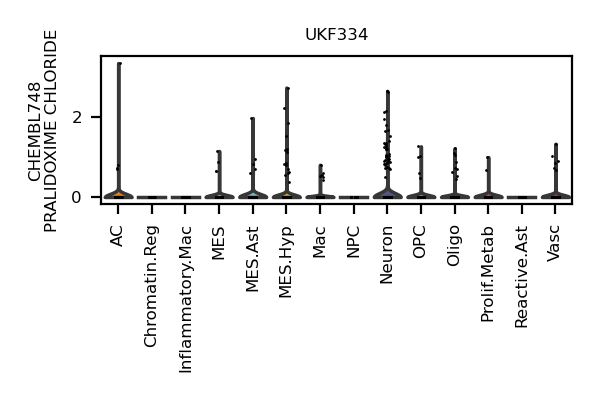 UKF334
CHEMBL748
PRALIDOXIME CHLORIDE
2
0
AC
Chromatin.Reg
Inflammatory.Mac
MES
MES.Ast
MES.Hyp
Mac
NPC
Neuron
OPC
Oligo
Prolif.Metab
Reactive.Ast
Vasc